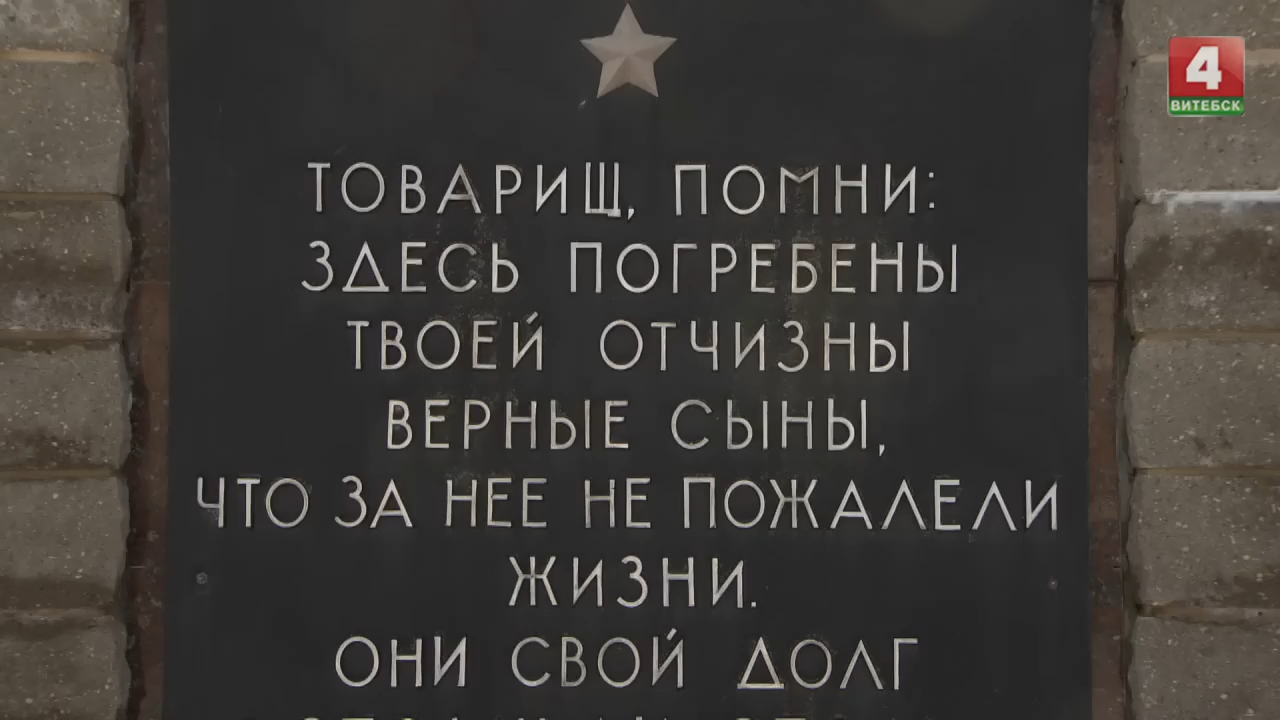 4
ВИТЕБСК
ТОВАРИЩ, ПОМНИ:
ЗДЕСЬ ПОГРЕБЕНЫ
ТВОЕЙ ОТЧИЗНЫ
ВЕРНЫЕ СЫНЫ,
ЧТО ЗА НЕЕ НЕ ПОЖАЛЕЛИ
ЖИЗНИ.
ОНИ СВОЙ ДОЛГ